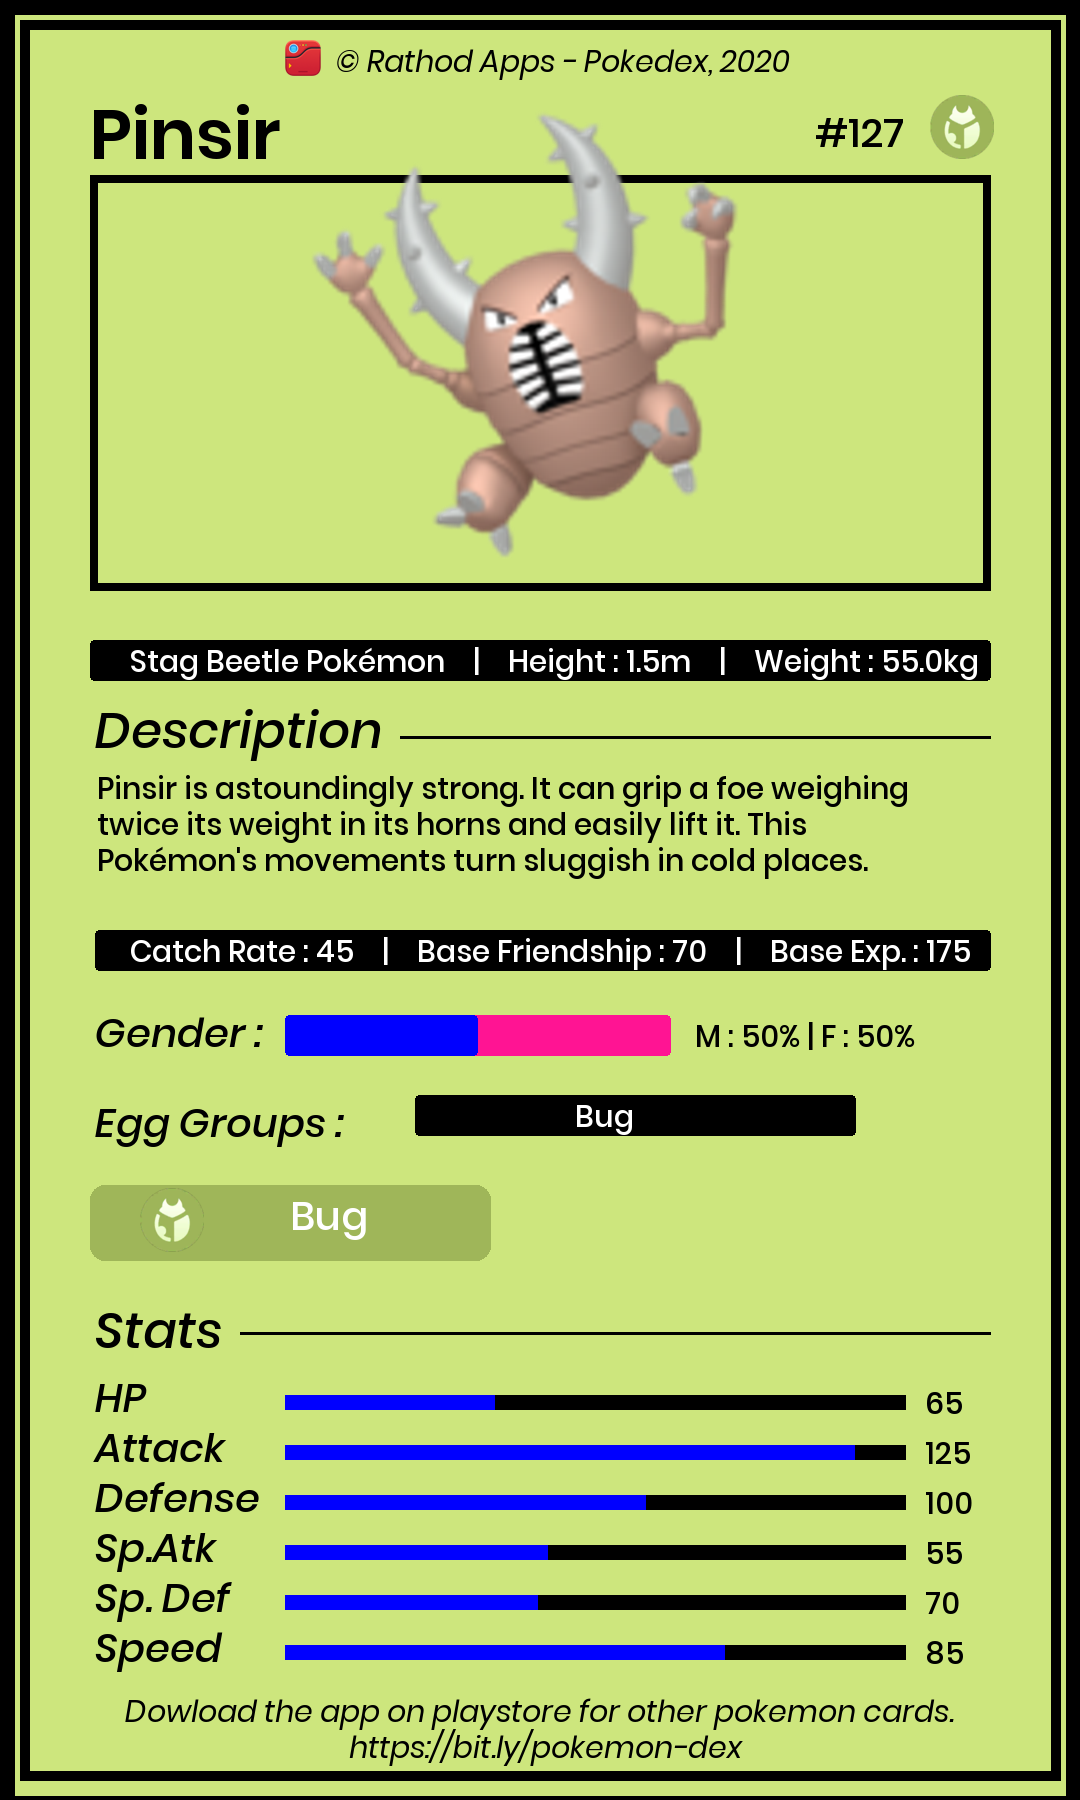 © Rathod Apps - Pokedex, 2020
Pinsir #127
Stag Beetle Pokémon | Height : 1.5m | Weight : 55.0kg
Description
Pinsir is astoundingly strong. It can grip a foe weighing
twice its weight in its horns and easily lift it. This
Pokémon's movements turn sluggish in cold places.
Catch Rate : 45 | Base Friendship : 70 | Base Exp. : 175
Gender : M : 50% | F : 50%
Egg Groups : Bug
Bug
Stats
HP 65
Attack 125
Defense 100
Sp.Atk 55
Sp. Def 70
Speed 85
Dowload the app on playstore for other pokemon cards.
https://bit.ly/pokemon-dex